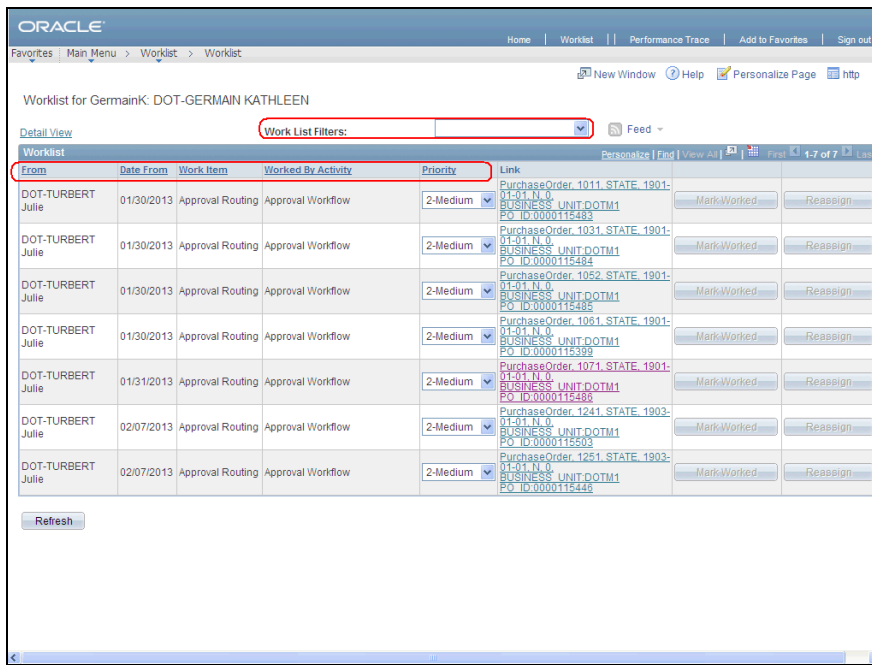 ORACLE
Home | Worklist | | Performance Trace | Add to Favorites | Sign out
Favorites Main Menu > Worklist > Worklist
New Window Help Personalize Page http
Worklist for GermainK: DOT-GERMAIN KATHLEEN
Detail View Work List Filters: Feed
Worklist Personalize | Find | View All | | First 1-7 of 7 Las
From Date From Work Item Worked By Activity Priority Link
DOT-TURBERT Julie 01/30/2013 Approval Routing Approval Workflow 2-Medium PurchaseOrder, 1011, STATE, 1901-
01-01, N, 0,
BUSINESS_UNIT:DOTM1
PO_ID:0000115483 Mark Worked Reassign
DOT-TURBERT Julie 01/30/2013 Approval Routing Approval Workflow 2-Medium PurchaseOrder, 1031, STATE, 1901-
01-01, N, 0,
BUSINESS_UNIT:DOTM1
PO_ID:0000115484 Mark Worked Reassign
DOT-TURBERT Julie 01/30/2013 Approval Routing Approval Workflow 2-Medium PurchaseOrder, 1052, STATE, 1901-
01-01, N, 0,
BUSINESS_UNIT:DOTM1
PO_ID:0000115485 Mark Worked Reassign
DOT-TURBERT Julie 01/30/2013 Approval Routing Approval Workflow 2-Medium PurchaseOrder, 1061, STATE, 1901-
01-01, N, 0,
BUSINESS_UNIT:DOTM1
PO_ID:0000115399 Mark Worked Reassign
DOT-TURBERT Julie 01/31/2013 Approval Routing Approval Workflow 2-Medium PurchaseOrder, 1071, STATE, 1901-
01-01, N, 0,
BUSINESS_UNIT:DOTM1
PO_ID:0000115486 Mark Worked Reassign
DOT-TURBERT Julie 02/07/2013 Approval Routing Approval Workflow 2-Medium PurchaseOrder, 1241, STATE, 1903-
01-01, N, 0,
BUSINESS_UNIT:DOTM1
PO_ID:0000115503 Mark Worked Reassign
DOT-TURBERT Julie 02/07/2013 Approval Routing Approval Workflow 2-Medium PurchaseOrder, 1251, STATE, 1903-
01-01, N, 0,
BUSINESS_UNIT:DOTM1
PO_ID:0000115446 Mark Worked Reassign
Refresh